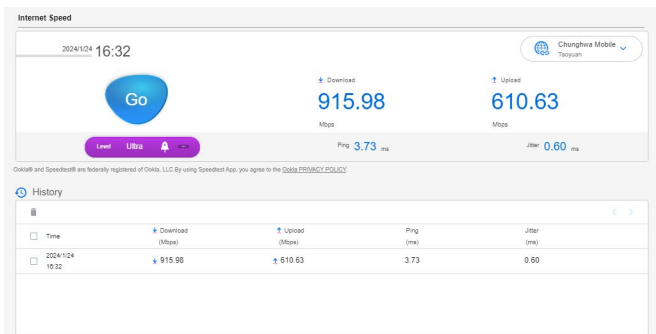 Internet Speed
2024/1/24 16:32
Chunghwa Mobile
Taoyuan
Go
Download
915.98
Mbps
Upload
610.63
Mbps
Level Ultra
Ping 3.73 ms
Jitter 0.60 ms
Ookla® and Speedtest® are federally registered of Ookla, LLC.By using Speedtest App, you agree to the Ookla PRIVACY POLICY.
History
Time Download Upload Ping Jitter
(Mbps) (Mbps) (ms) (ms)
2024/1/24
16:32 915.98 610.63 3.73 0.60